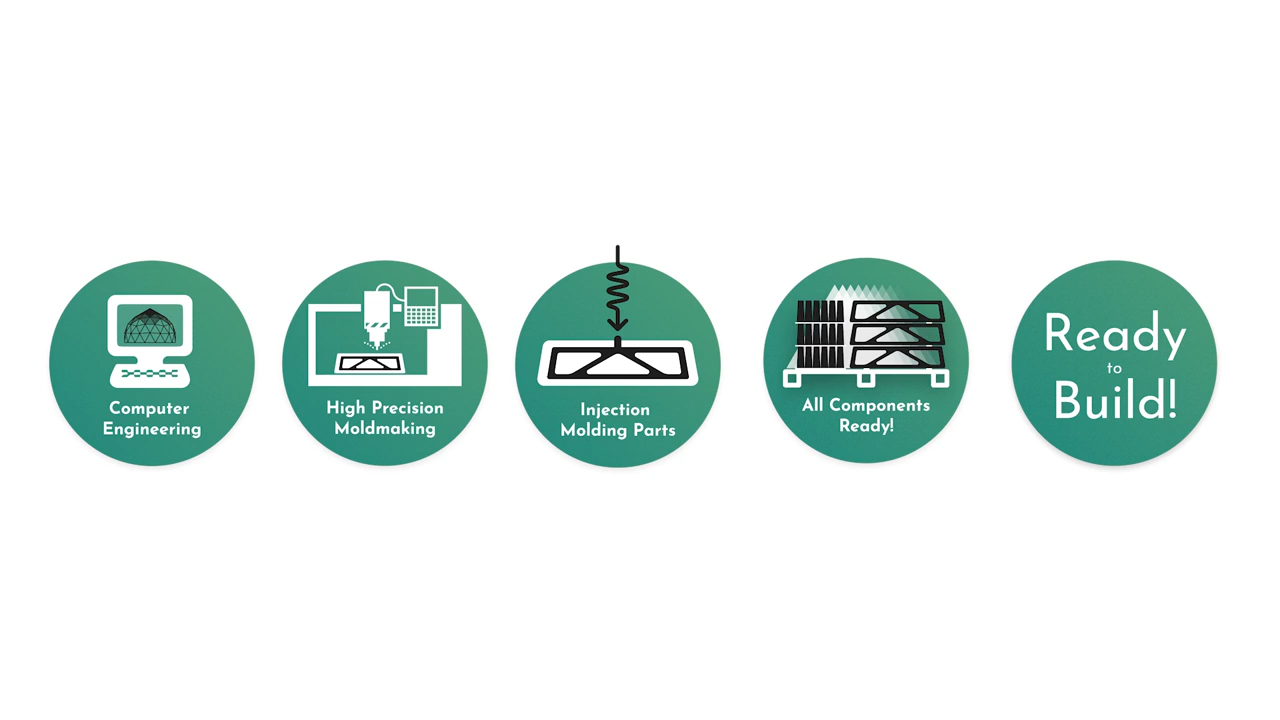 Computer
Engineering
High Precision
Moldmaking
Injection
Molding Parts
All Components
Ready!
Ready
to
Build!